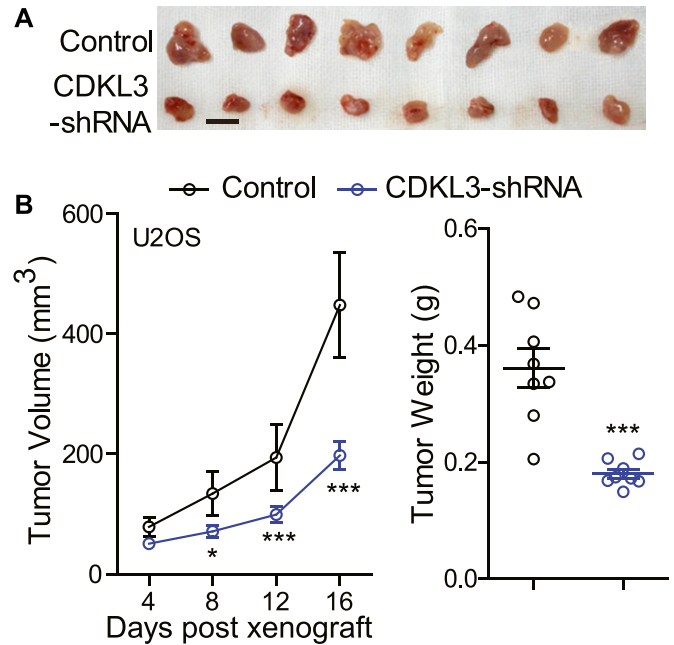 A
Control
CDKL3
-shRNA
B
Control CDKL3-shRNA
U2OS
Tumor Volume (mm³)
600
400
200
0
4 8 12 16
Days post xenograft
*
***
***
Tumor Weight (g)
0.6
0.4
0.2
0.0
***